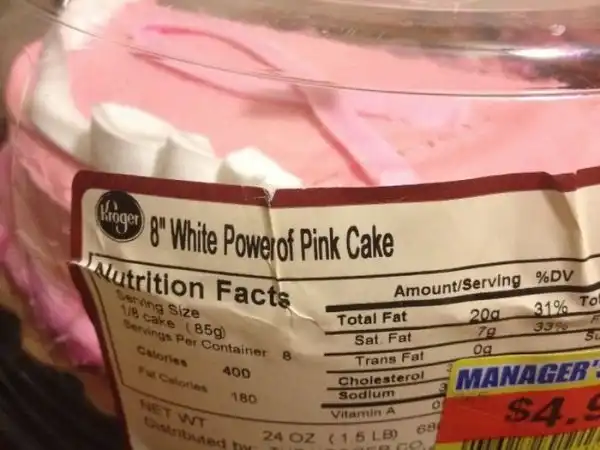 Kroger
8" White Power of Pink Cake
Nutrition Facts
Serving Size
1/8 cake ( 85g)
Servings Per Container 8
Calories 400
Fat Calories 180
Amount/Serving %DV
Total Fat 20g 31%
Sat. Fat 7g 33%
Trans Fat 0g
Cholesterol
Sodium
Vitamin A
NET WT 24 OZ ( 1.5 LB)
Distributed by
MANAGER'S
$4.9